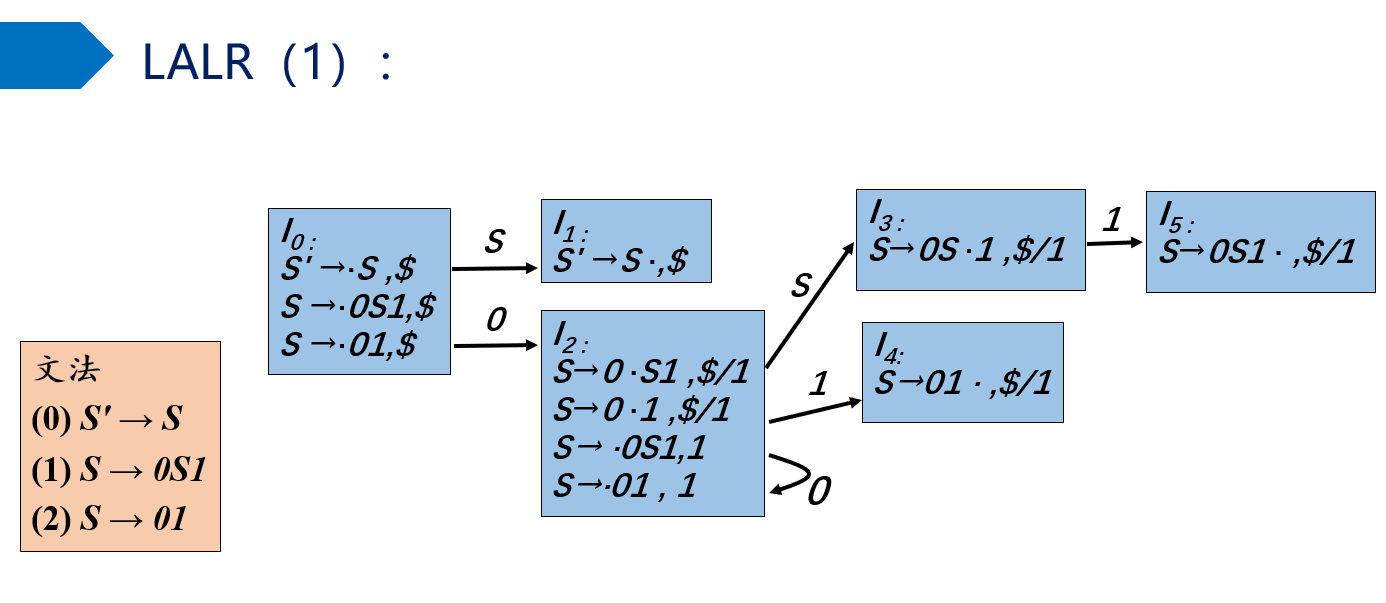 LALR（1）：
I0:
S'→·S ,$
S →·0S1,$
S →·01,$
S
0
I1:
S'→S·,$
I2:
S→0·S1 ,$/1
S→0·1 ,$/1
S→ ·0S1,1
S→·01 , 1
S
1
0
I3:
S→0S·1 ,$/1
1
I5:
S→0S1 · ,$/1
I4:
S→01 · ,$/1
文法
(0) S′ → S
(1) S → 0S1
(2) S → 01